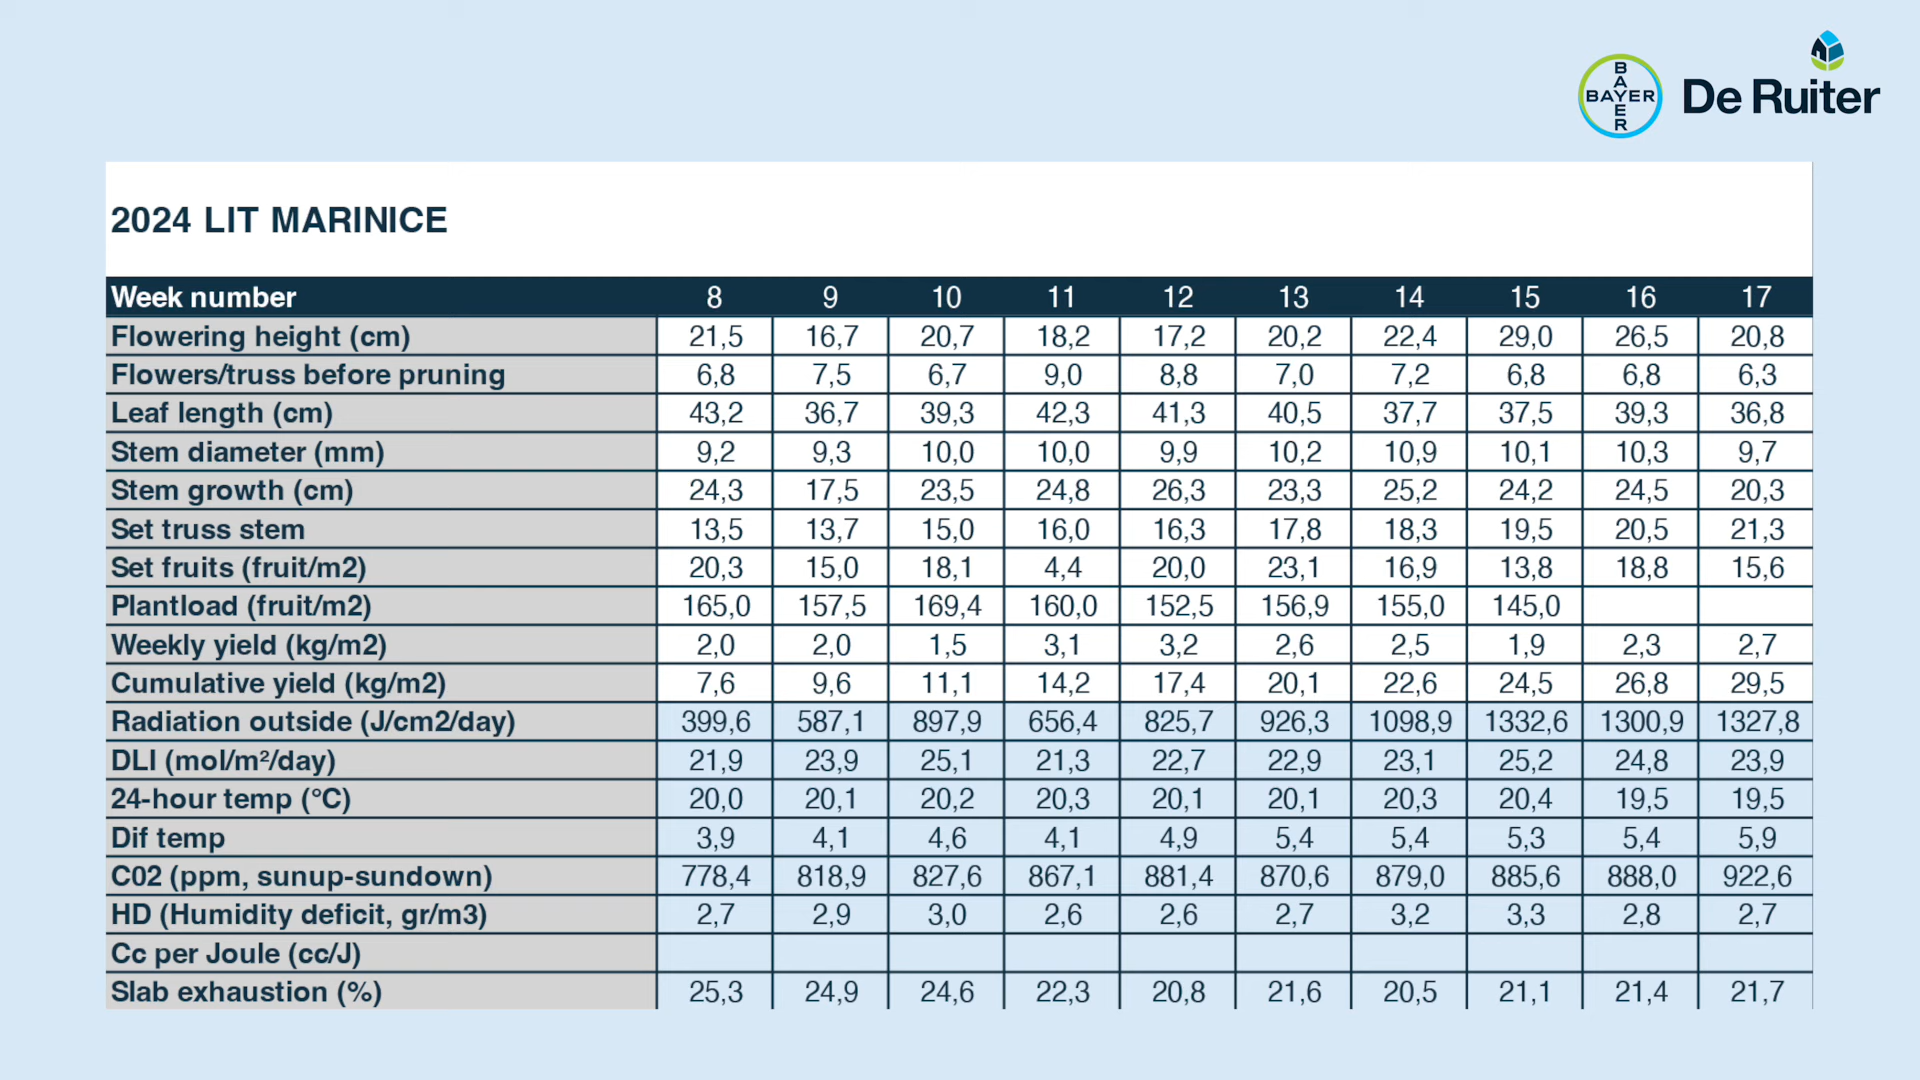 BAYER
BAYER
De Ruiter
2024 LIT MARINICE
Week number 8 9 10 11 12 13 14 15 16 17
Flowering height (cm) 21,5 16,7 20,7 18,2 17,2 20,2 22,4 29,0 26,5 20,8
Flowers/truss before pruning 6,8 7,5 6,7 9,0 8,8 7,0 7,2 6,8 6,8 6,3
Leaf length (cm) 43,2 36,7 39,3 42,3 41,3 40,5 37,7 37,5 39,3 36,8
Stem diameter (mm) 9,2 9,3 10,0 10,0 9,9 10,2 10,9 10,1 10,3 9,7
Stem growth (cm) 24,3 17,5 23,5 24,8 26,3 23,3 25,2 24,2 24,5 20,3
Set truss stem 13,5 13,7 15,0 16,0 16,3 17,8 18,3 19,5 20,5 21,3
Set fruits (fruit/m2) 20,3 15,0 18,1 4,4 20,0 23,1 16,9 13,8 18,8 15,6
Plantload (fruit/m2) 165,0 157,5 169,4 160,0 152,5 156,9 155,0 145,0
Weekly yield (kg/m2) 2,0 2,0 1,5 3,1 3,2 2,6 2,5 1,9 2,3 2,7
Cumulative yield (kg/m2) 7,6 9,6 11,1 14,2 17,4 20,1 22,6 24,5 26,8 29,5
Radiation outside (J/cm2/day) 399,6 587,1 897,9 656,4 825,7 926,3 1098,9 1332,6 1300,9 1327,8
DLI (mol/m²/day) 21,9 23,9 25,1 21,3 22,7 22,9 23,1 25,2 24,8 23,9
24-hour temp (°C) 20,0 20,1 20,2 20,3 20,1 20,1 20,3 20,4 19,5 19,5
Dif temp 3,9 4,1 4,6 4,1 4,9 5,4 5,4 5,3 5,4 5,9
C02 (ppm, sunup-sundown) 778,4 818,9 827,6 867,1 881,4 870,6 879,0 885,6 888,0 922,6
HD (Humidity deficit, gr/m3) 2,7 2,9 3,0 2,6 2,6 2,7 3,2 3,3 2,8 2,7
Cc per Joule (cc/J)
Slab exhaustion (%) 25,3 24,9 24,6 22,3 20,8 21,6 20,5 21,1 21,4 21,7